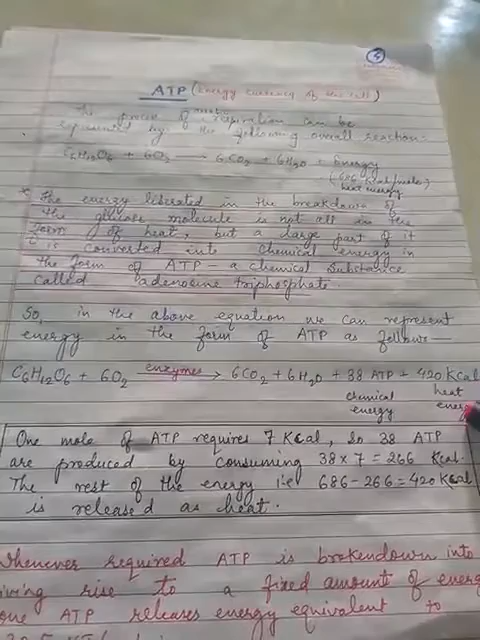 4
ATP (Energy currency of the cell)
The process of respiration can be
represented by the following overall reaction:
C6H12O6 + 6O2 → 6CO2 + 6H2O + Energy
(686 Kcal/mole)
heat energy
* The energy liberated in the breakdown of
the glucose molecule is not all in the
form of heat, but a large part of it
is converted into chemical energy in
the form of ATP - a chemical substance
called adenosine triphosphate.
So, in the above equation we can represent
energy in the form of ATP as follows—
C6H12O6 + 6O2 enzymes → 6CO2 + 6H2O + 38 ATP + 420 Kcal
chemical energy
heat energy
One mole of ATP requires 7 Kcal, So 38 ATP
are produced by consuming 38 x 7 = 266 Kcal.
The rest of the energy i.e 686 - 266 = 420 Kcal
is released as heat.
Whenever required ATP is brokendown into
giving rise to a fixed amount of energ
one ATP releases energy equivalent to